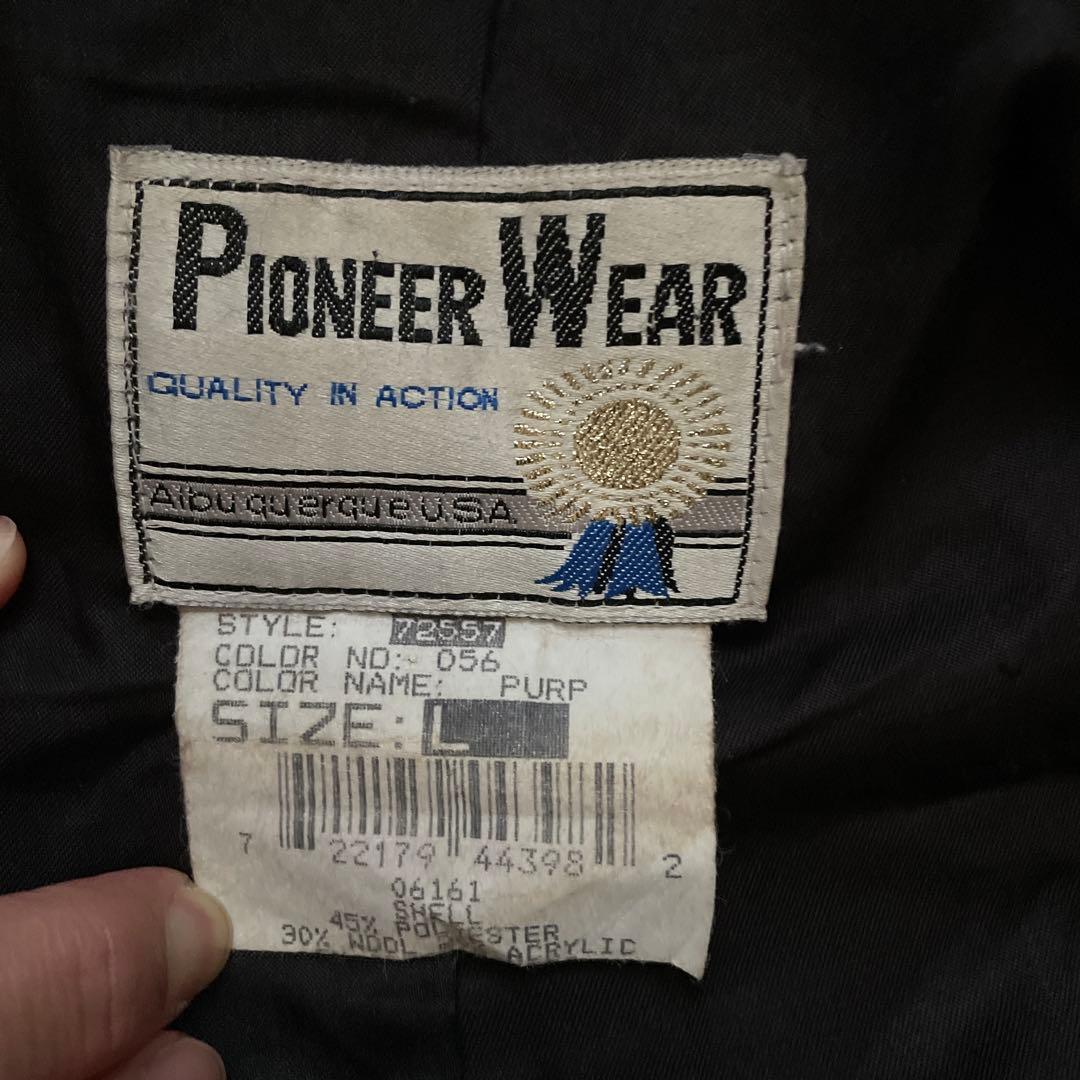 PIONEER WEAR
QUALITY IN ACTION
Albuquerque U.S.A.
STYLE: 72557
COLOR NO: 056
COLOR NAME: PURP
SIZE: L
7 22179 44398 2
06161
SHELL
45% POLYESTER
30% WOOL ACRYLIC